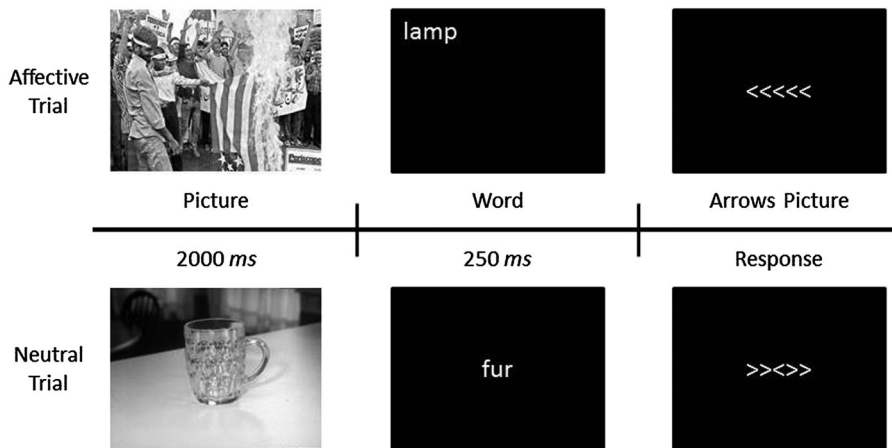 Affective
Trial
lamp
<<<<<
Picture
Word
Arrows Picture
2000 ms
250 ms
Response
Neutral
Trial
fur
>><>>